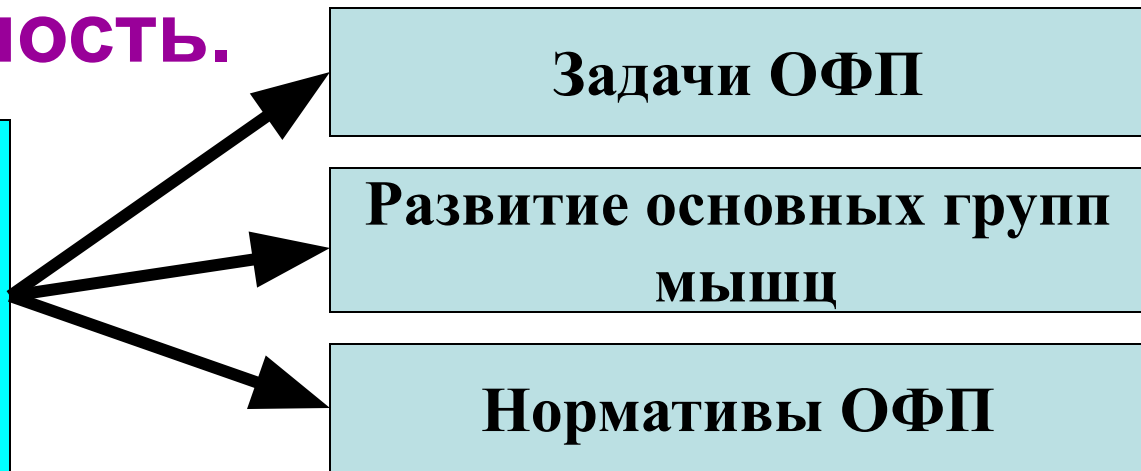 ность.
Задачи ОФП
Развитие основных групп
мышц
Нормативы ОФП